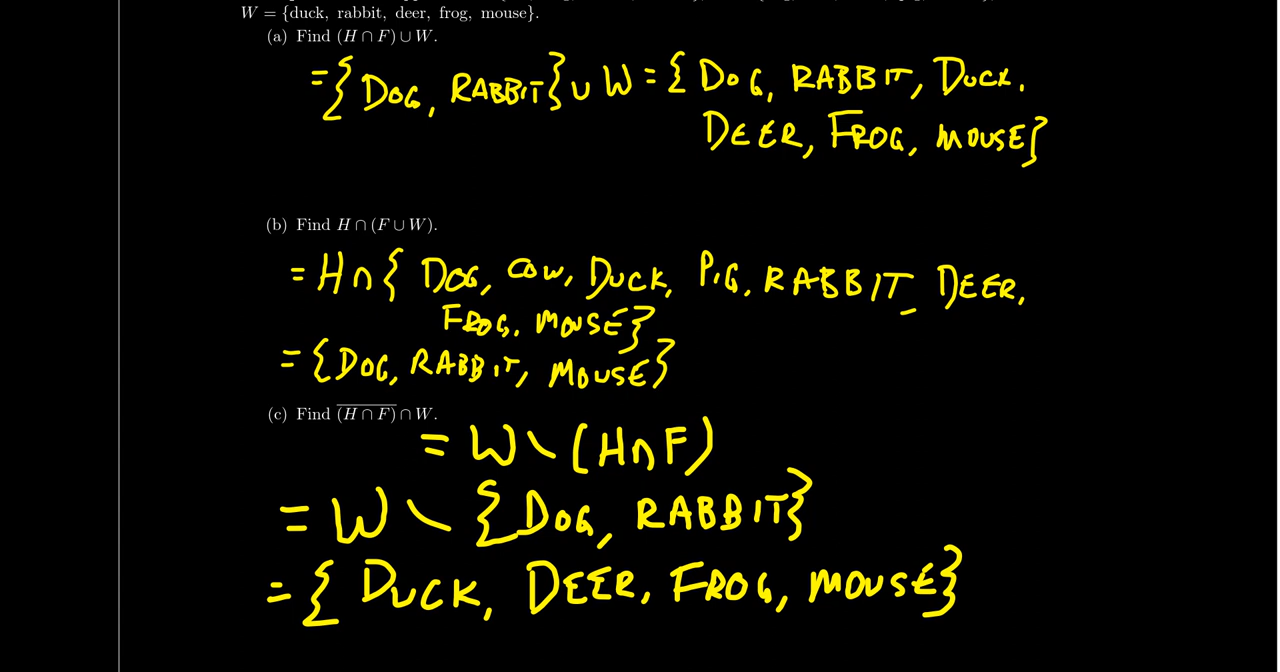 W = {duck, rabbit, deer, frog, mouse}.
(a) Find (H ∩ F) ∪ W.
= { DOG, RABBIT} ∪ W = { DOG, RABBIT, DUCK,
DEER, FROG, MOUSE}
(b) Find H ∩ (F ∪ W).
= H ∩ { DOG, COW, DUCK, PIG, RABBIT, DEER,
FROG, MOUSE}
= {DOG, RABBIT, MOUSE}
(c) Find \overline{(H ∩ F)} ∩ W.
= W \ (H ∩ F)
= W \ { DOG, RABBIT}
= { DUCK, DEER, FROG, MOUSE}